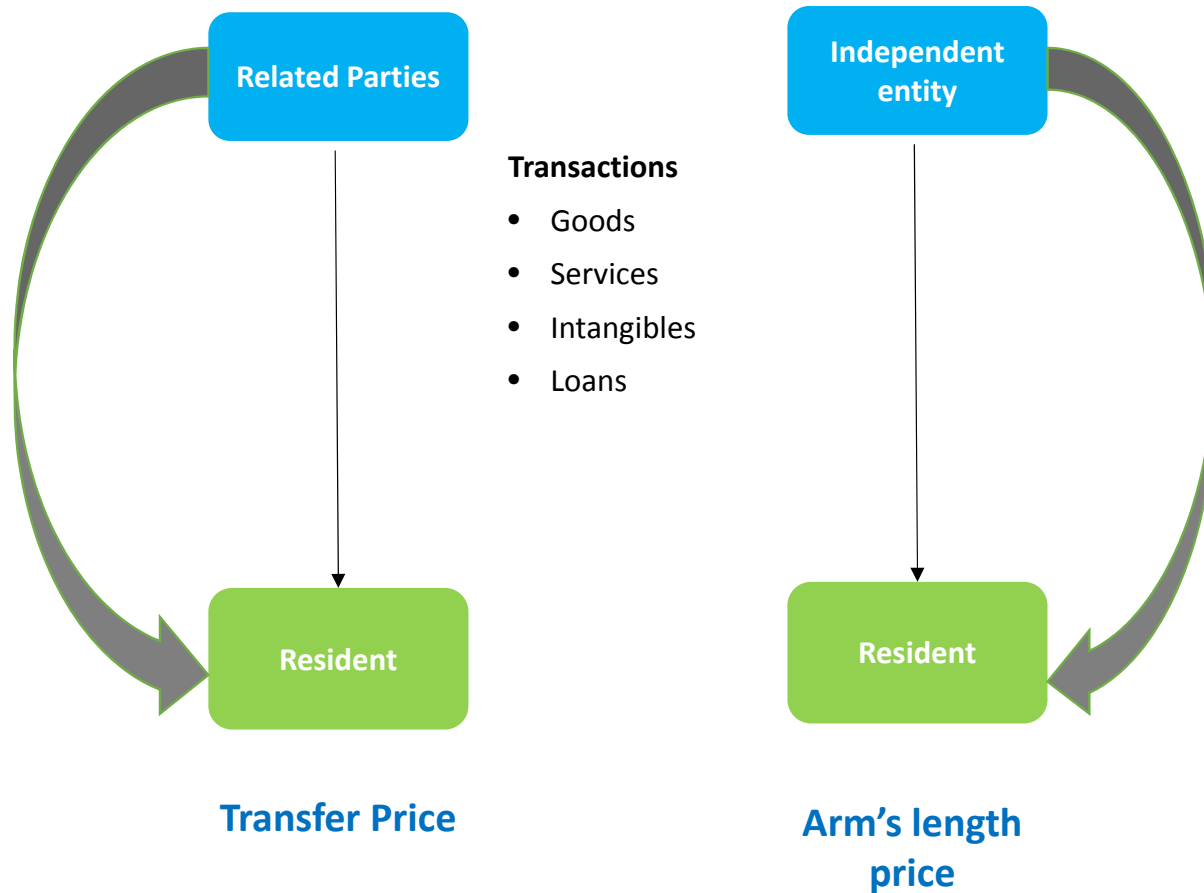 Related Parties
Independent
entity
Transactions
• Goods
• Services
• Intangibles
• Loans
Resident
Resident
Transfer Price
Arm’s length
price